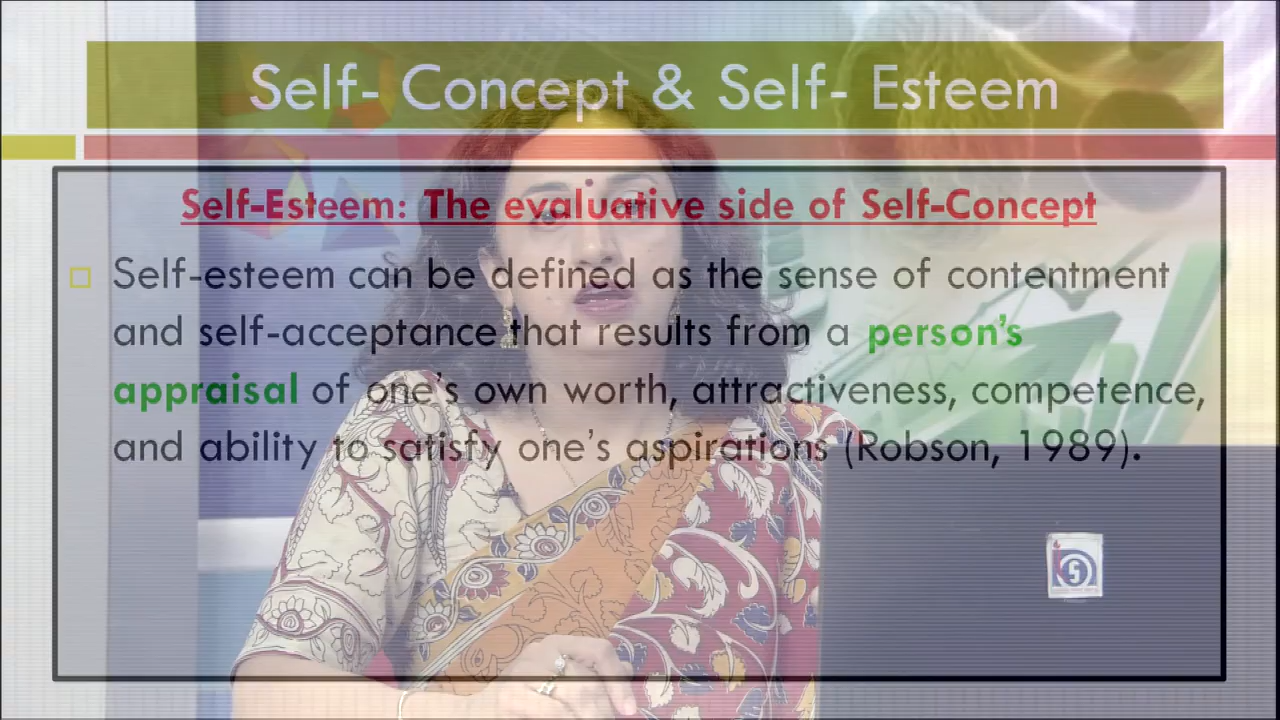 Self- Concept & Self- Esteem
Self-Esteem: The evaluative side of Self-Concept
Self-esteem can be defined as the sense of contentment
and self-acceptance that results from a person's
appraisal of one's own worth, attractiveness, competence,
and ability to satisfy one's aspirations (Robson, 1989).